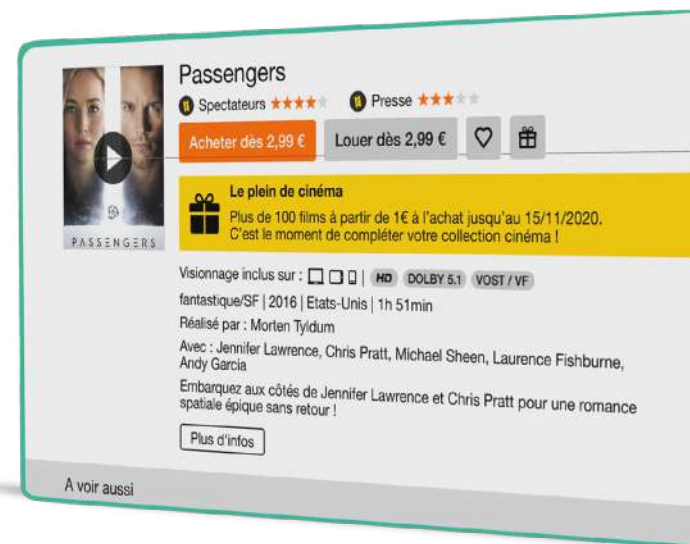 Passengers
Spectateurs
Presse
Acheter dès 2,99 €
Louer dès 2,99 €
PASSENGERS
Le plein de cinéma
Plus de 100 films à partir de 1€ à l'achat jusqu'au 15/11/2020.
C'est le moment de compléter votre collection cinéma !
Visionnage inclus sur : | HD DOLBY 5.1 VOST / VF
fantastique/SF | 2016 | Etats-Unis | 1h 51min
Réalisé par : Morten Tyldum
Avec : Jennifer Lawrence, Chris Pratt, Michael Sheen, Laurence Fishburne,
Andy Garcia
Embarquez aux côtés de Jennifer Lawrence et Chris Pratt pour une romance
spatiale épique sans retour !
Plus d'infos
A voir aussi